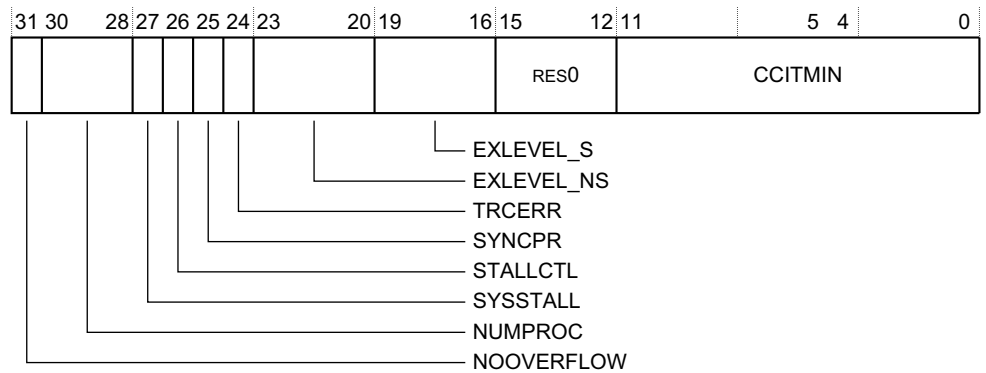 31 30 28 27 26 25 24 23 20 19 16 15 12 11 5 4 0
RES0 CCITMIN
EXLEVEL_S
EXLEVEL_NS
TRCERR
SYNCPR
STALLCTL
SYSSTALL
NUMPROC
NOOVERFLOW